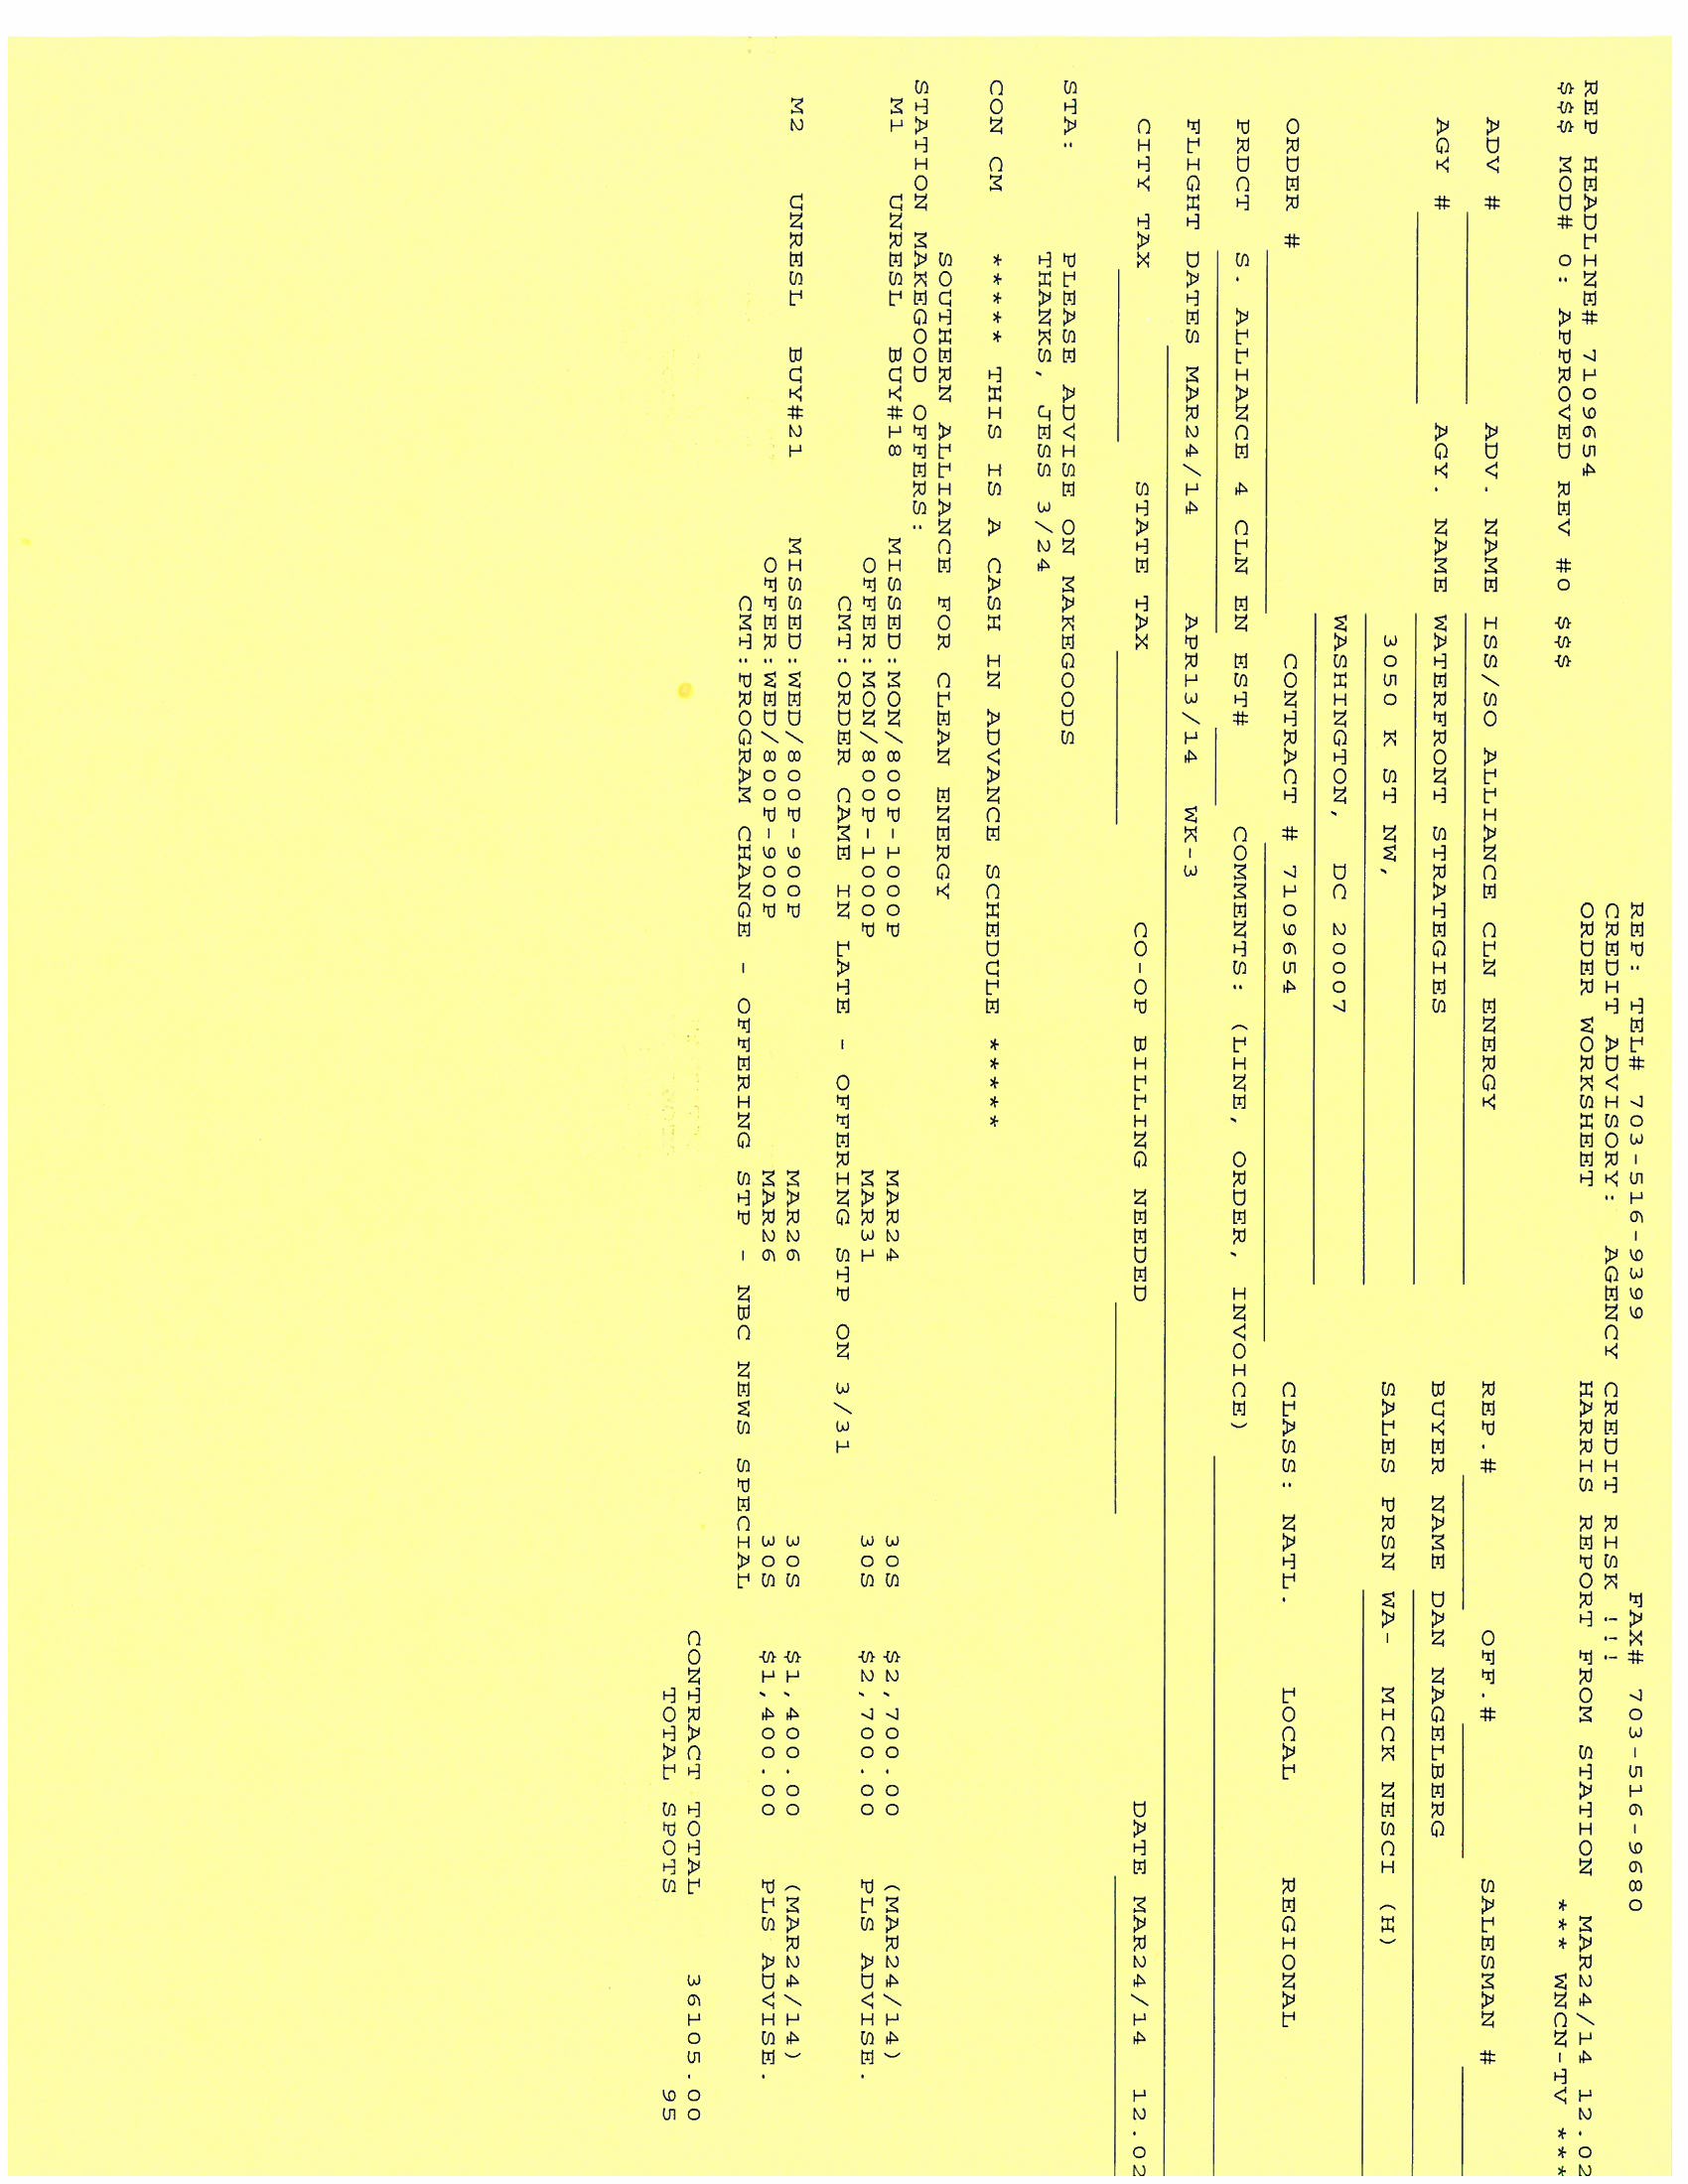 REP: TEL# 703-516-9399 FAX# 703-516-9680
CREDIT ADVISORY: AGENCY CREDIT RISK !!!
REP HEADLINE# 7109654 ORDER WORKSHEET HARRIS REPORT FROM STATION MAR24/14 12.02
$$$ MOD# 0: APPROVED REV #0 $$$ *** WNCN-TV ***
ADV # ADV. NAME ISS/SO ALLIANCE CLN ENERGY REP.# OFF.# SALESMAN #
AGY # AGY. NAME WATERFRONT STRATEGIES BUYER NAME DAN NAGELBERG
3050 K ST NW, SALES PRSN WA- MICK NESCI (H)
WASHINGTON, DC 20007
ORDER # CONTRACT # 7109654 CLASS: NATL. LOCAL REGIONAL
PRDCT S. ALLIANCE 4 CLN EN EST# COMMENTS: (LINE, ORDER, INVOICE)
FLIGHT DATES MAR24/14 APR13/14 WK-3
CITY TAX STATE TAX CO-OP BILLING NEEDED DATE MAR24/14 12.02
STA: PLEASE ADVISE ON MAKEGOODS
THANKS, JESS 3/24
CON CM ***** THIS IS A CASH IN ADVANCE SCHEDULE *****
SOUTHERN ALLIANCE FOR CLEAN ENERGY
STATION MAKEGOOD OFFERS:
M1 UNRESL BUY#18 MISSED:MON/800P-1000P MAR24 30S $2,700.00 (MAR24/14)
OFFER:MON/800P-1000P MAR31 30S $2,700.00 PLS ADVISE.
CMT:ORDER CAME IN LATE - OFFERING STP ON 3/31
M2 UNRESL BUY#21 MISSED:WED/800P-900P MAR26 30S $1,400.00 (MAR24/14)
OFFER:WED/800P-900P MAR26 30S $1,400.00 PLS ADVISE.
CMT:PROGRAM CHANGE - OFFERING STP - NBC NEWS SPECIAL
CONTRACT TOTAL 36105.00
TOTAL SPOTS 95